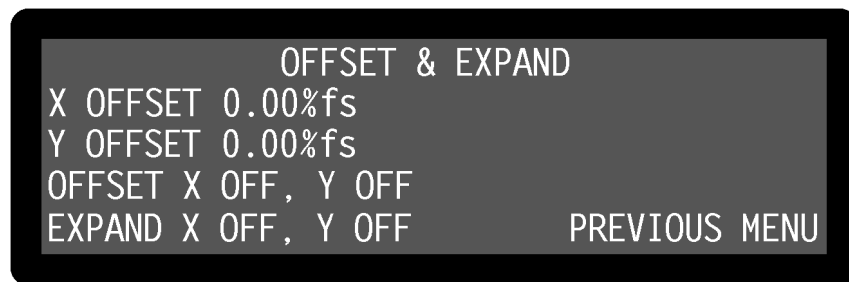 OFFSET & EXPAND
X OFFSET 0.00%fs
Y OFFSET 0.00%fs
OFFSET X OFF, Y OFF
EXPAND X OFF, Y OFF PREVIOUS MENU